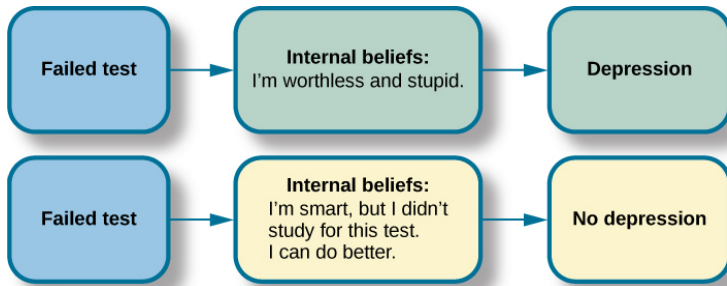 Failed test
Internal beliefs:
I'm worthless and stupid.
Depression
Failed test
Internal beliefs:
I'm smart, but I didn't
study for this test.
I can do better.
No depression